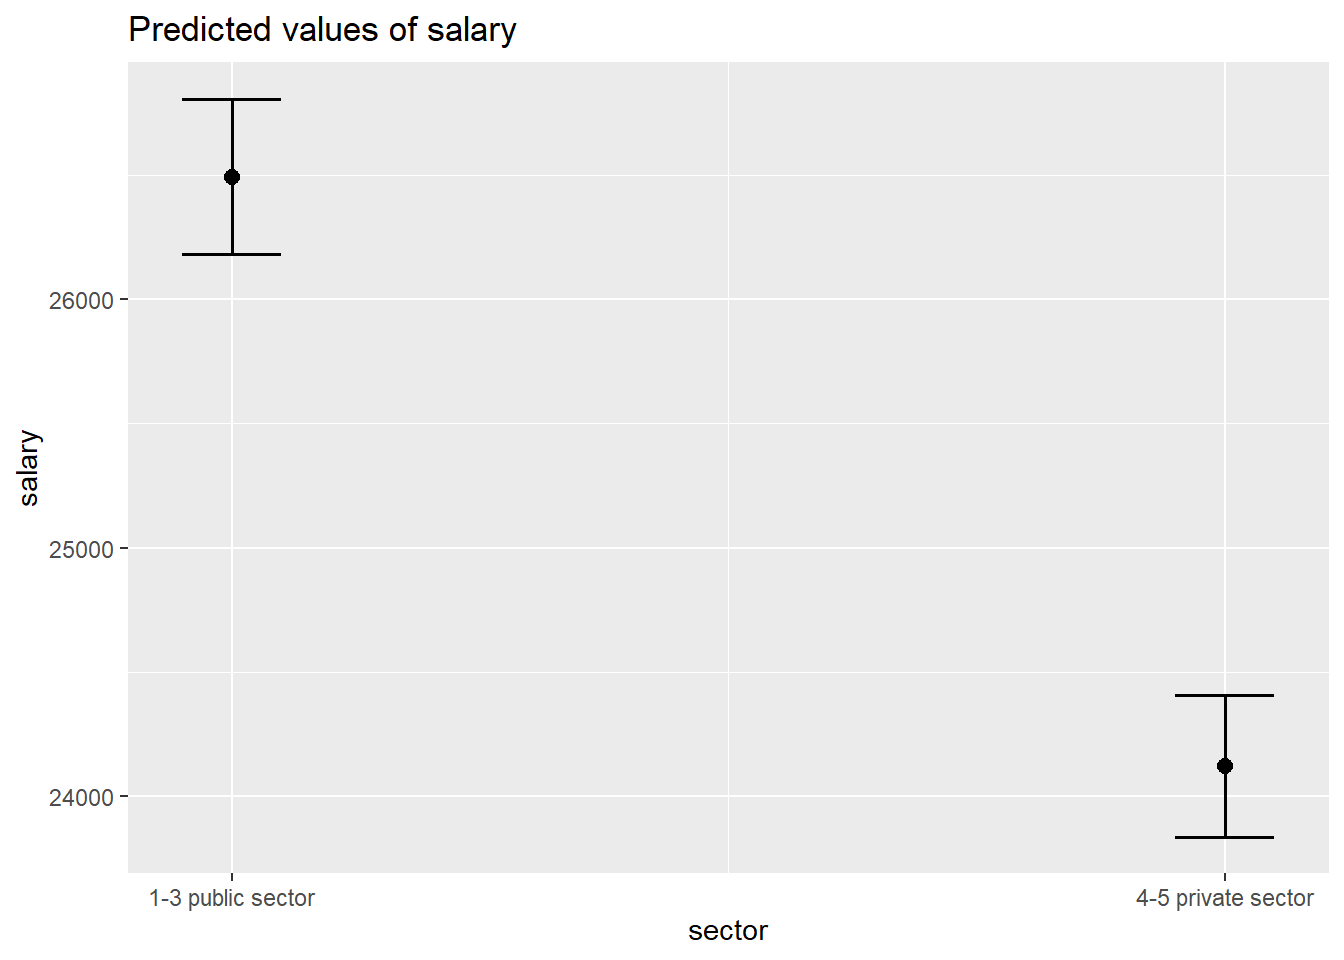 Predicted values of salary
salary
26000
25000
24000
1-3 public sector
4-5 private sector
sector